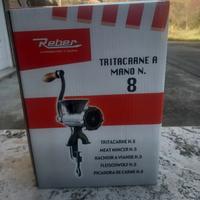 Reber
TRITACARNE A
MANO N.
8
TRITACARNE N.8
MEAT MINCER N.8
HACHOIR A VIANDE N.8
FLEISCHWOLF N.8
PICADORA DE CARNE N.8